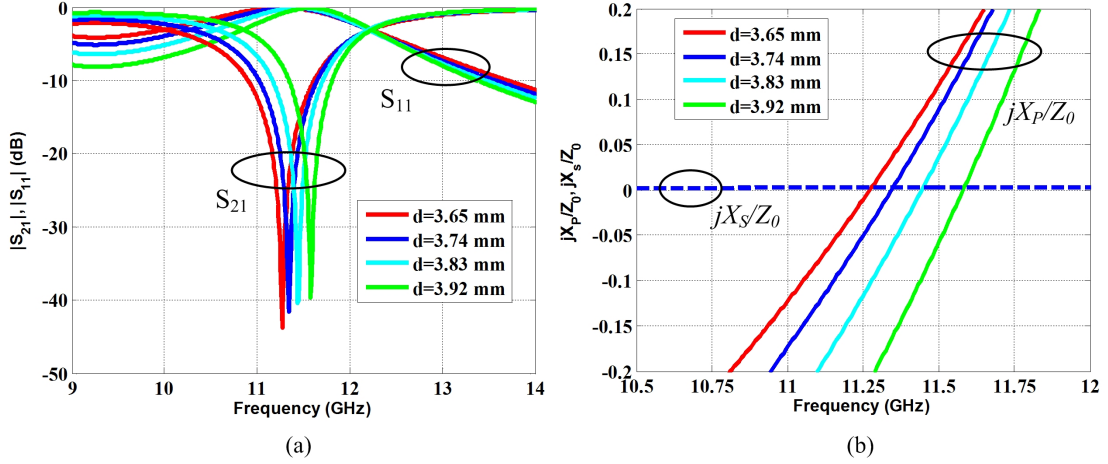 |S21|, |S11| (dB)
0
-10
-20
-30
-40
-50
S11
S21
d=3.65 mm
d=3.74 mm
d=3.83 mm
d=3.92 mm
9 10 11 12 13 14
Frequency (GHz)
(a)
jXP/Z0, jXs/Z0
0.2
0.15
0.1
0.05
0
-0.05
-0.1
-0.15
-0.2
d=3.65 mm
d=3.74 mm
d=3.83 mm
d=3.92 mm
jXP/Z0
jXS/Z0
10.5 10.75 11 11.25 11.5 11.75 12
Frequency (GHz)
(b)